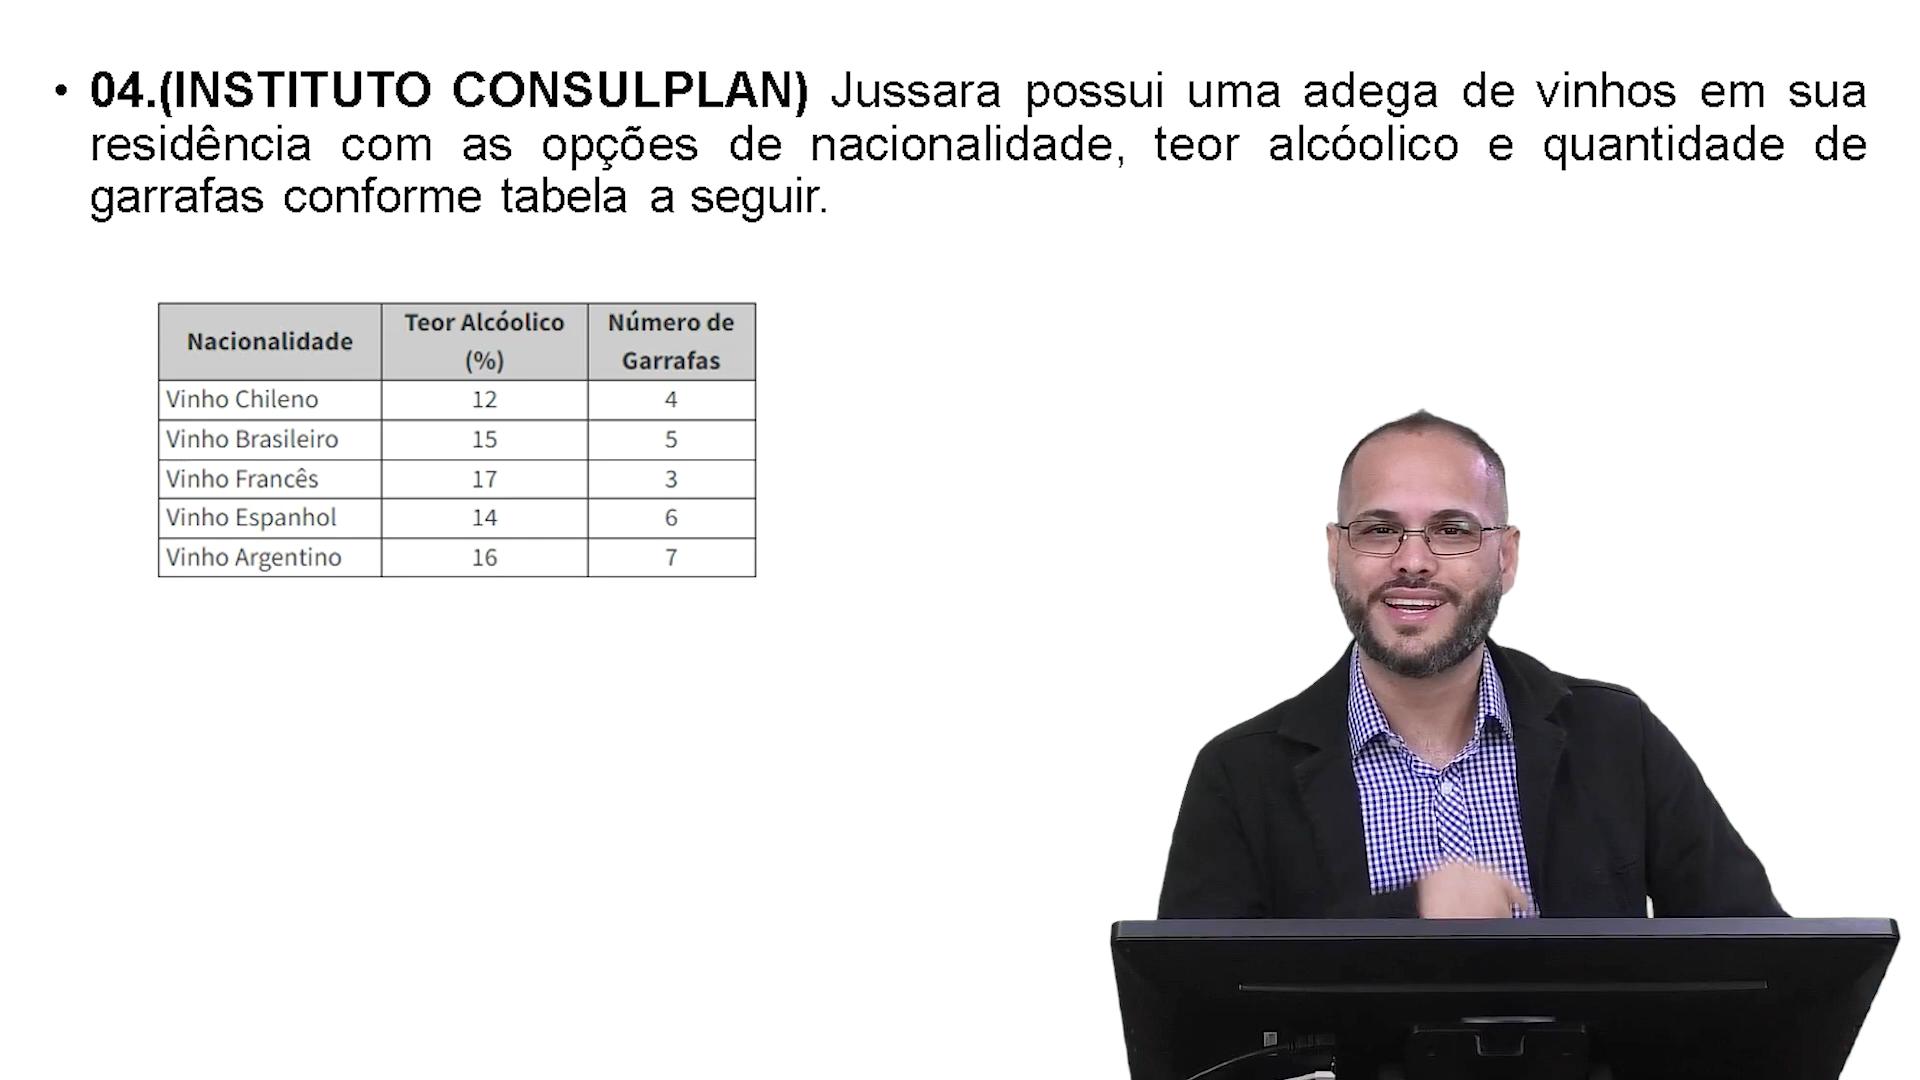 • 04.(INSTITUTO CONSULPLAN) Jussara possui uma adega de vinhos em sua
residência com as opções de nacionalidade, teor alcóolico e quantidade de
garrafas conforme tabela a seguir.
Nacionalidade Teor Alcóolico (%) Número de Garrafas
Vinho Chileno 12 4
Vinho Brasileiro 15 5
Vinho Francês 17 3
Vinho Espanhol 14 6
Vinho Argentino 16 7